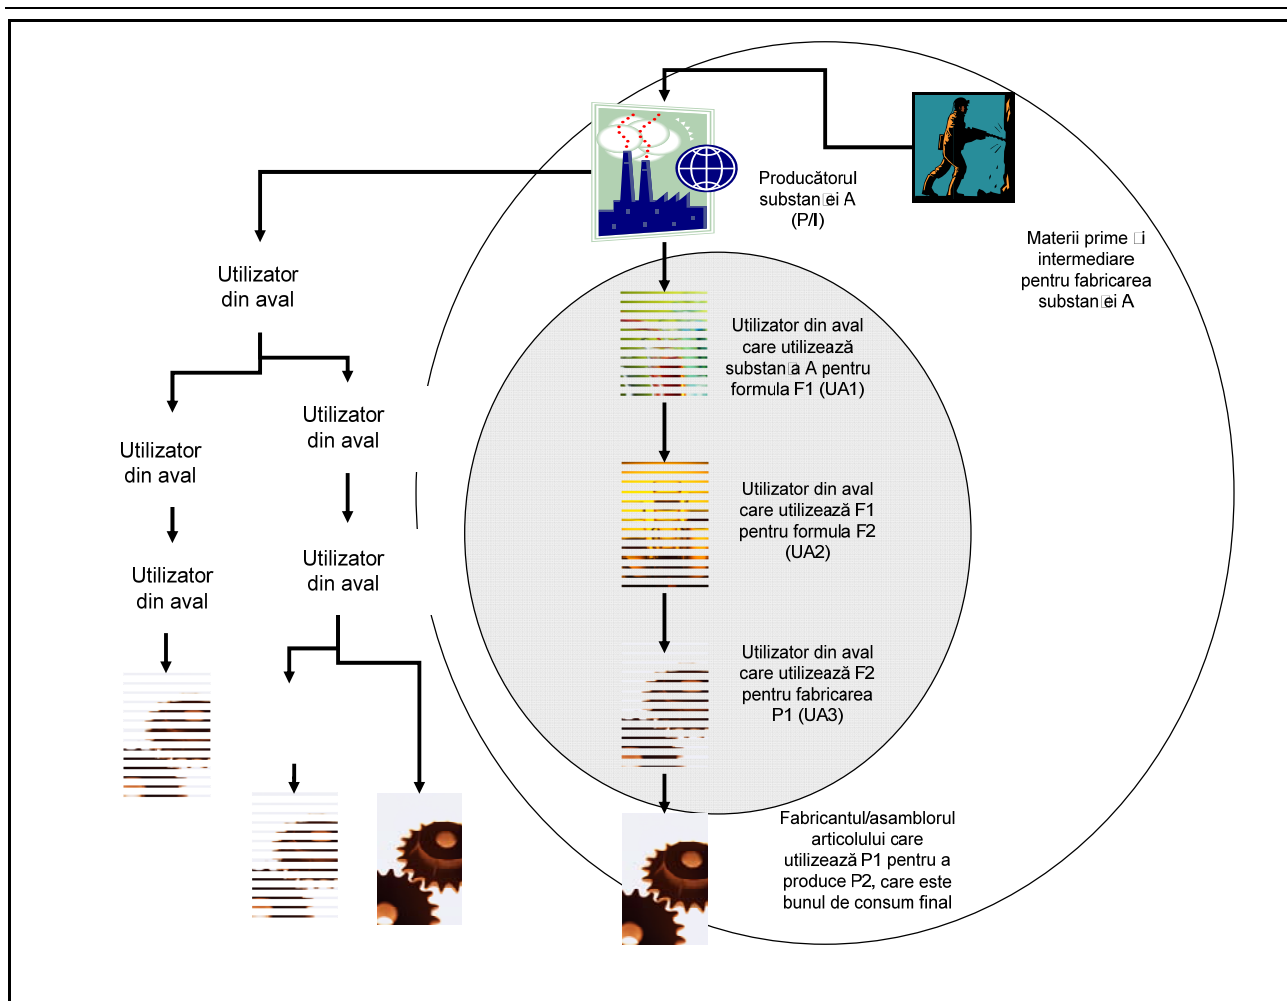 Producătorul
substan□ei A
(P/I)
Materii prime □i
intermediare
pentru fabricarea
substan□ei A
Utilizator
din aval
Utilizator din aval
care utilizează
substan□a A pentru
formula F1 (UA1)
Utilizator
din aval
Utilizator
din aval
Utilizator din aval
care utilizează F1
pentru formula F2
(UA2)
Utilizator
din aval
Utilizator
din aval
Utilizator din aval
care utilizează F2
pentru fabricarea
P1 (UA3)
Fabricantul/asamblorul
articolului care
utilizează P1 pentru a
produce P2, care este
bunul de consum final